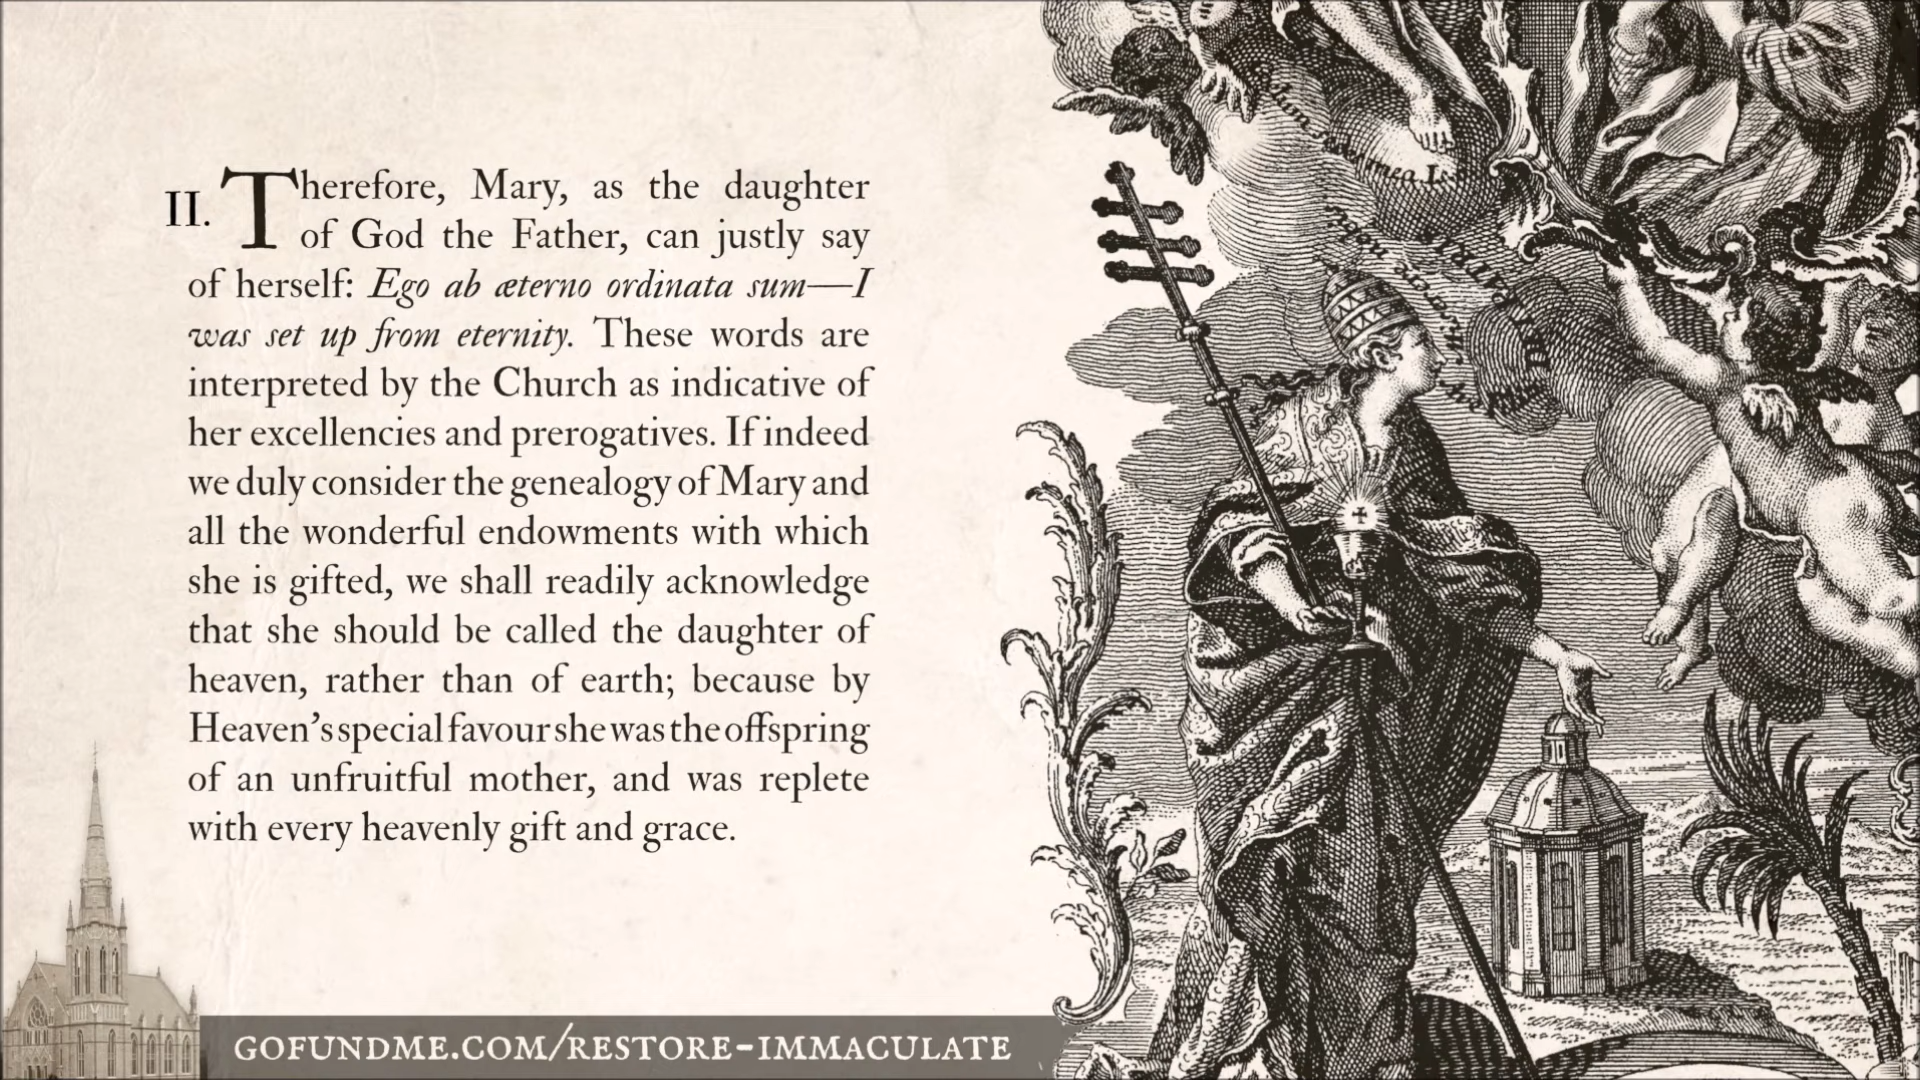 II. Therefore, Mary, as the daughter
of God the Father, can justly say
of herself: Ego ab æterno ordinata sum—I
was set up from eternity. These words are
interpreted by the Church as indicative of
her excellencies and prerogatives. If indeed
we duly consider the genealogy of Mary and
all the wonderful endowments with which
she is gifted, we shall readily acknowledge
that she should be called the daughter of
heaven, rather than of earth; because by
Heaven's special favour she was the offspring
of an unfruitful mother, and was replete
with every heavenly gift and grace.
GOFUNDME.COM/RESTORE-IMMACULATE